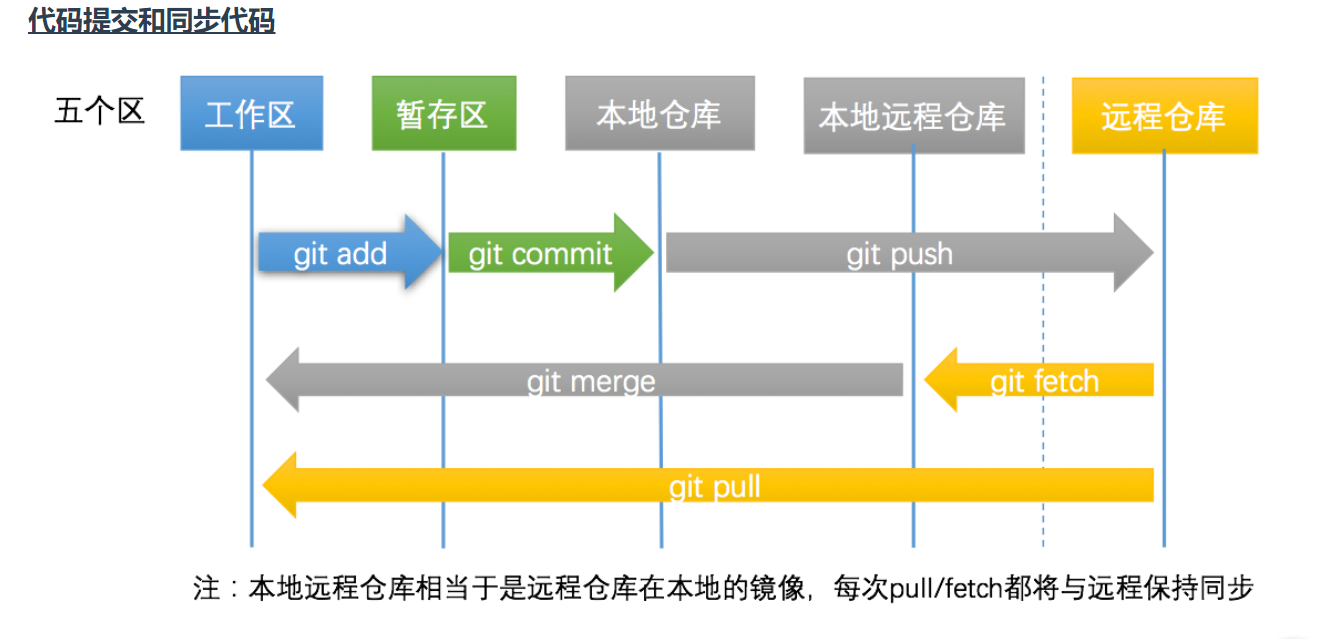 代码提交和同步代码
五个区 工作区 暂存区 本地仓库 本地远程仓库 远程仓库
git add git commit git push
git merge git fetch
git pull
注：本地远程仓库相当于是远程仓库在本地的镜像，每次pull/fetch都将与远程保持同步